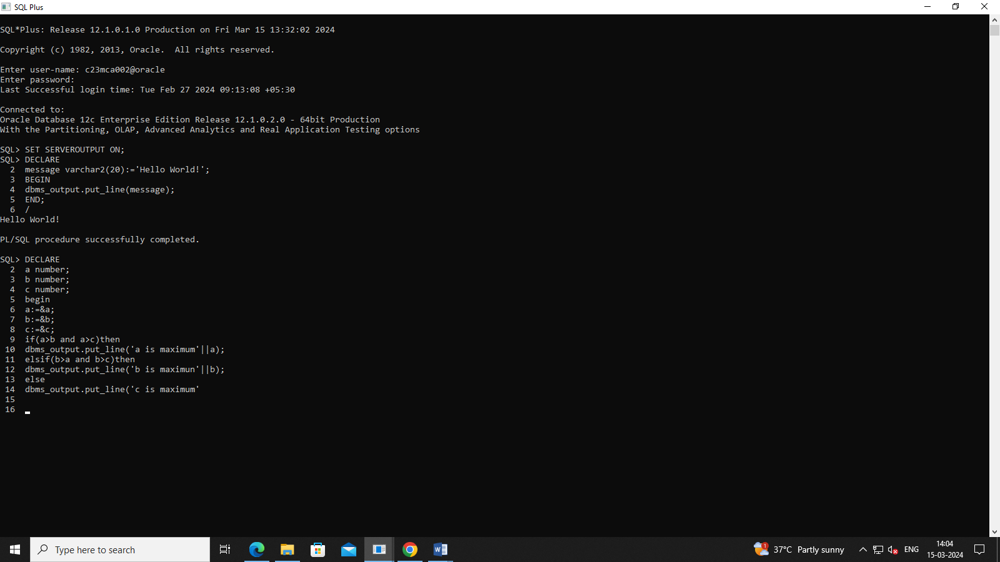 SQL Plus
SQL*Plus: Release 12.1.0.1.0 Production on Fri Mar 15 13:32:02 2024
Copyright (c) 1982, 2013, Oracle.  All rights reserved.
Enter user-name: c23mca002@oracle
Enter password:
Last Successful login time: Tue Feb 27 2024 09:13:08 +05:30
Connected to:
Oracle Database 12c Enterprise Edition Release 12.1.0.2.0 - 64bit Production
With the Partitioning, OLAP, Advanced Analytics and Real Application Testing options
SQL> SET SERVEROUTPUT ON;
SQL> DECLARE
  2  message varchar2(20):='Hello World!';
  3  BEGIN
  4  dbms_output.put_line(message);
  5  END;
  6  /
Hello World!
PL/SQL procedure successfully completed.
SQL> DECLARE
  2  a number;
  3  b number;
  4  c number;
  5  begin
  6  a:=&a;
  7  b:=&b;
  8  c:=&c;
  9  if(a>b and a>c)then
 10  dbms_output.put_line('a is maximum'||a);
 11  elsif(b>a and b>c)then
 12  dbms_output.put_line('b is maximun'||b);
 13  else
 14  dbms_output.put_line('c is maximum'
 15
 16
Type here to search
1
37°C Partly sunny
ENG
14:04
15-03-2024